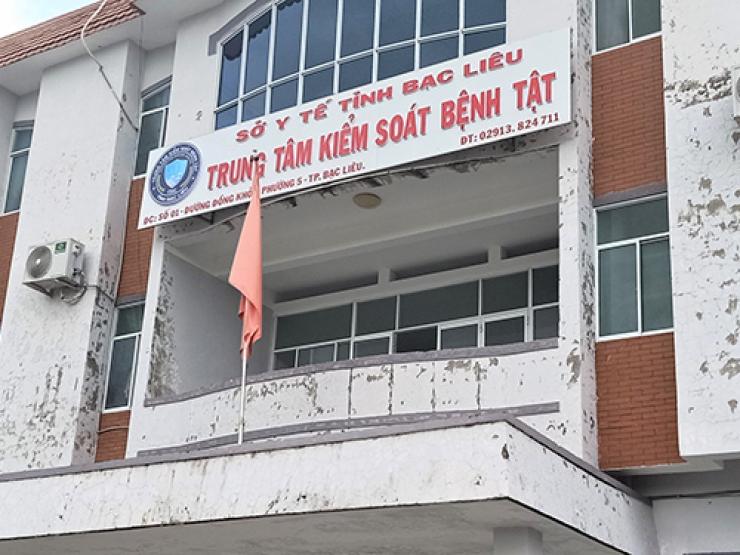 SỞ Y TẾ TỈNH BẠC LIÊU
TRUNG TÂM KIỂM SOÁT BỆNH TẬT
ĐC: SỐ 01 - ĐƯỜNG ĐỒNG KHỞI PHƯỜNG 5 - TP. BẠC LIÊU.
ĐT: 02913. 824 711